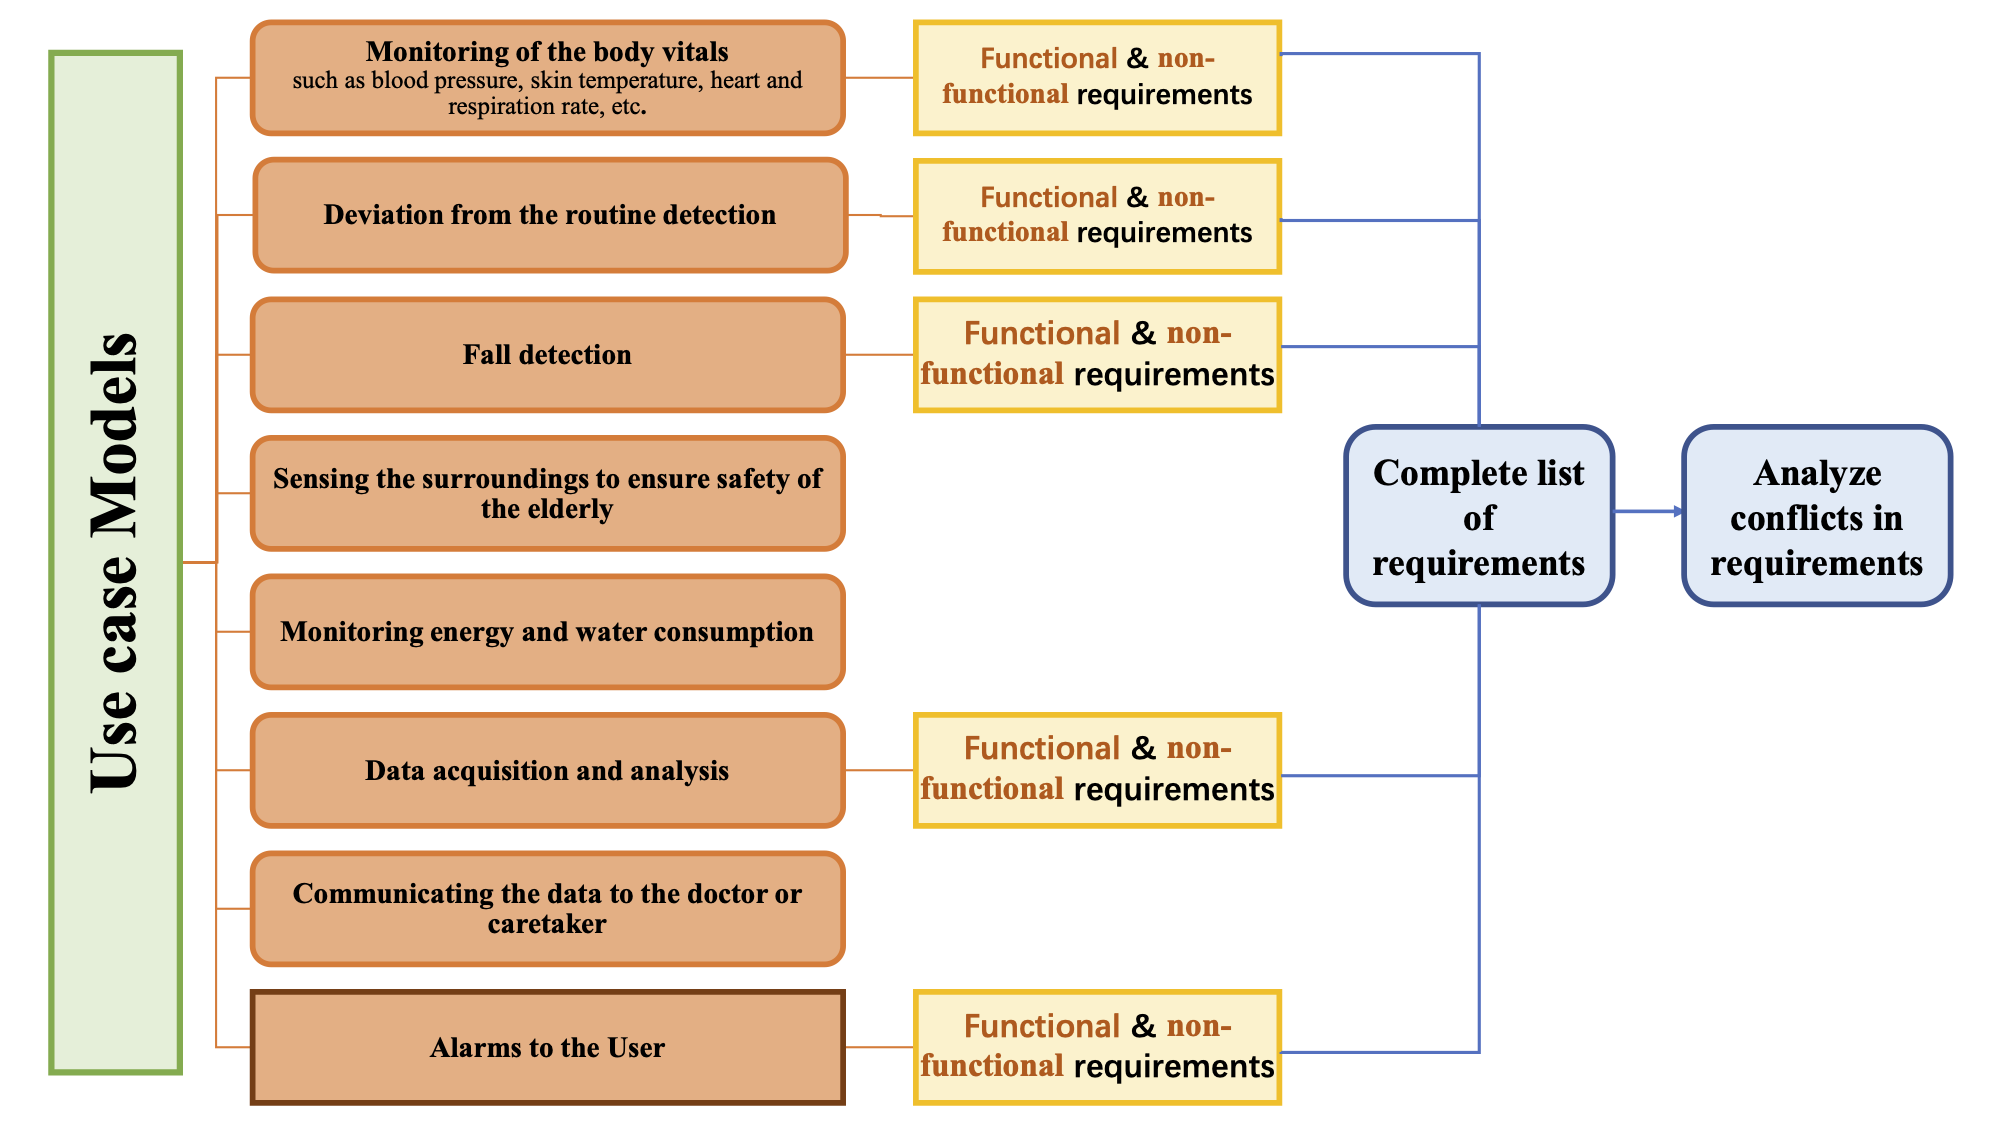 Use case Models
Monitoring of the body vitals
such as blood pressure, skin temperature, heart and
respiration rate, etc.
Functional & non-
functional requirements
Deviation from the routine detection
Functional & non-
functional requirements
Fall detection
Functional & non-
functional requirements
Sensing the surroundings to ensure safety of
the elderly
Monitoring energy and water consumption
Data acquisition and analysis
Functional & non-
functional requirements
Communicating the data to the doctor or
caretaker
Alarms to the User
Functional & non-
functional requirements
Complete list
of
requirements
Analyze
conflicts in
requirements